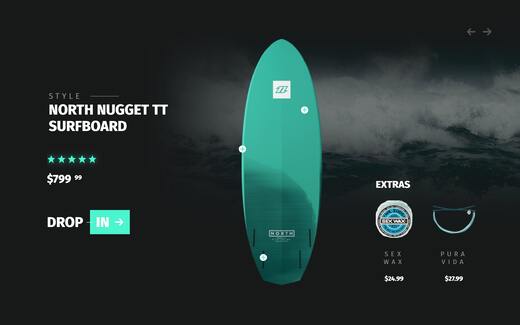 STYLE
NORTH NUGGET TT
SURFBOARD
$799 99
DROP IN
NORTH
EXTRAS
SEX WAX
SEX
WAX
$24.99
PURA
VIDA
$27.99